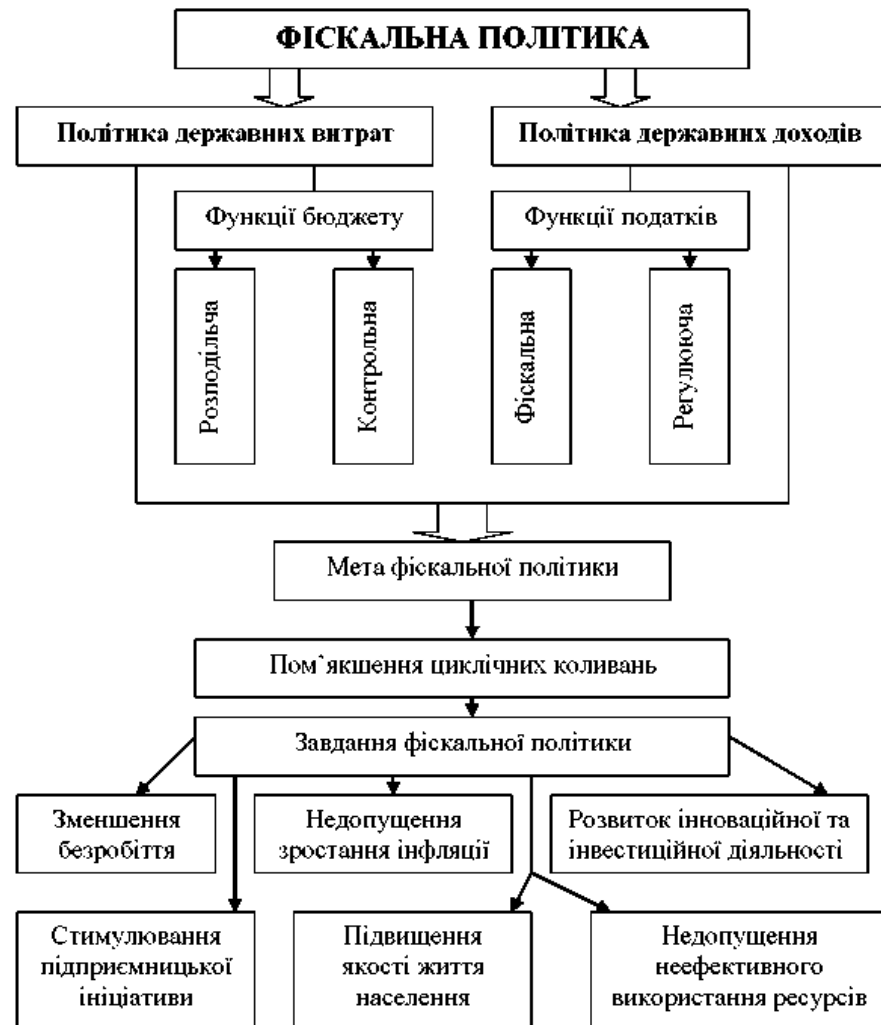 ФІСКАЛЬНА ПОЛІТИКА
Політика державних витрат
Політика державних доходів
Функції бюджету
Функції податків
Розподільча
Контрольна
Фіскальна
Регулююча
Мета фіскальної політики
Пом`якшення циклічних коливань
Завдання фіскальної політики
Зменшення
безробіття
Недопущення
зростання інфляції
Розвиток інноваційної та
інвестиційної діяльності
Стимулювання
підприємницької
ініціативи
Підвищення
якості життя
населення
Недопущення
неефективного
використання ресурсів